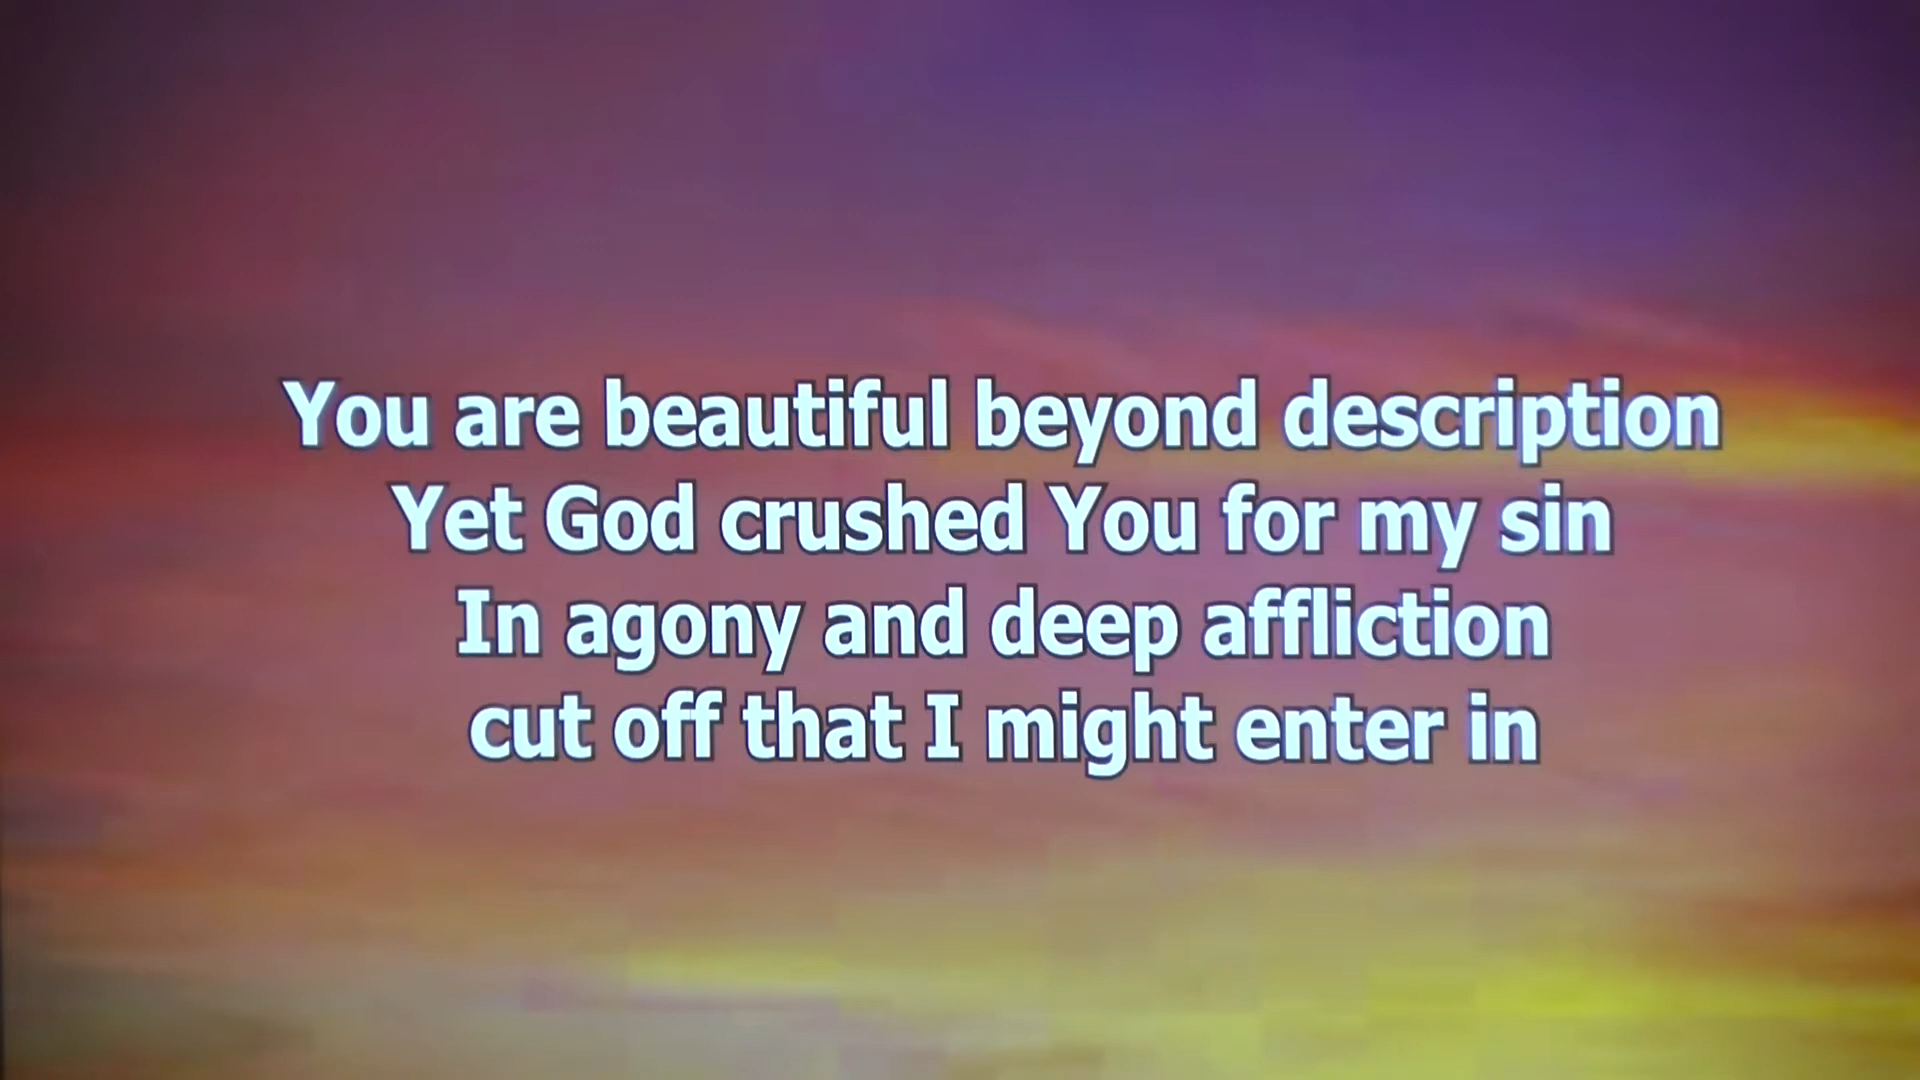 You are beautiful beyond description
Yet God crushed You for my sin
In agony and deep affliction
cut off that I might enter in